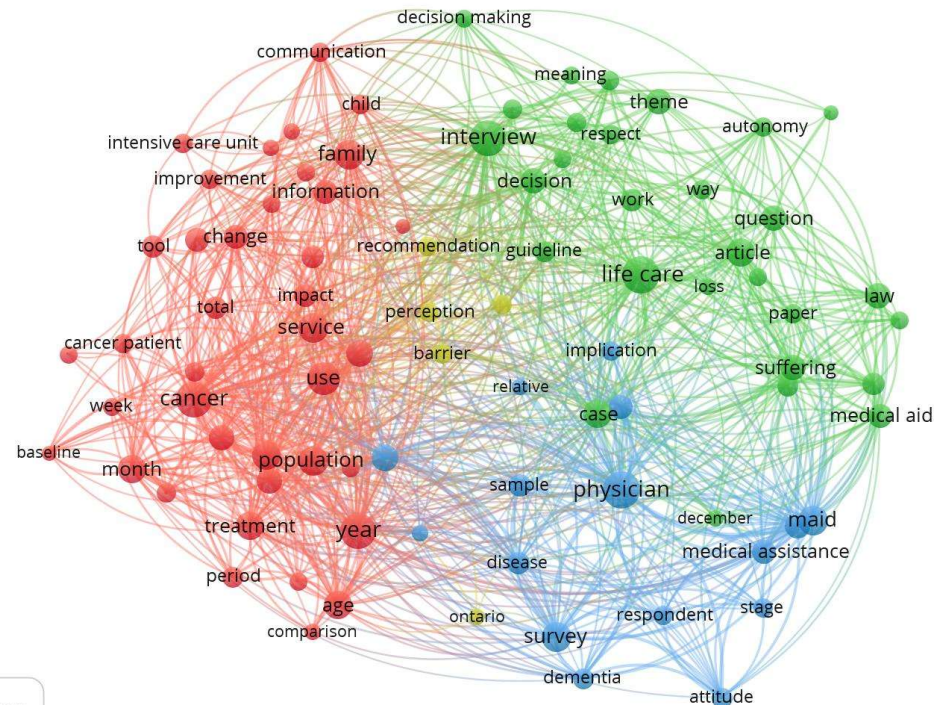 decision making
communication
meaning
child
theme
autonomy
interview
respect
intensive care unit
family
improvement
information
decision
work
way
question
tool
change
recommendation
guideline
article
life care
loss
law
total
impact
perception
paper
service
cancer patient
barrier
implication
suffering
relative
use
cancer
week
case
medical aid
baseline
month
population
sample
physician
december
maid
treatment
year
medical assistance
disease
period
age
ontario
respondent
stage
comparison
survey
dementia
attitude